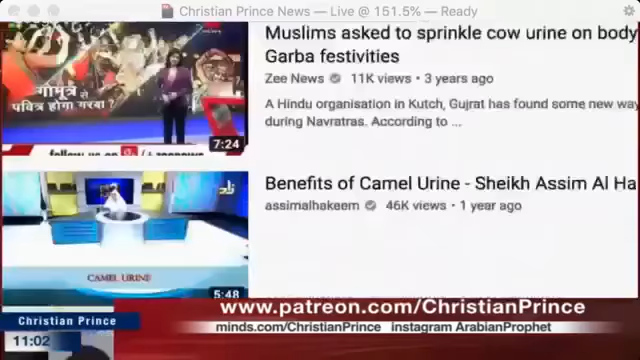 Christian Prince News — Live @ 151.5% — Ready
Muslims asked to sprinkle cow urine on body
Garba festivities
Zee News 11K views • 3 years ago
A Hindu organisation in Kutch, Gujrat has found some new way
during Navratras. According to ...
गोमूत्र से
पवित्र होगा गरबा ?
7:24
Benefits of Camel Urine - Sheikh Assim Al Ha
assimalhakeem 46K views • 1 year ago
CAMEL URINE
5:48
www.patreon.com/ChristianPrince
Christian Prince
minds.com/ChristianPrince instagram ArabianProphet
11:02